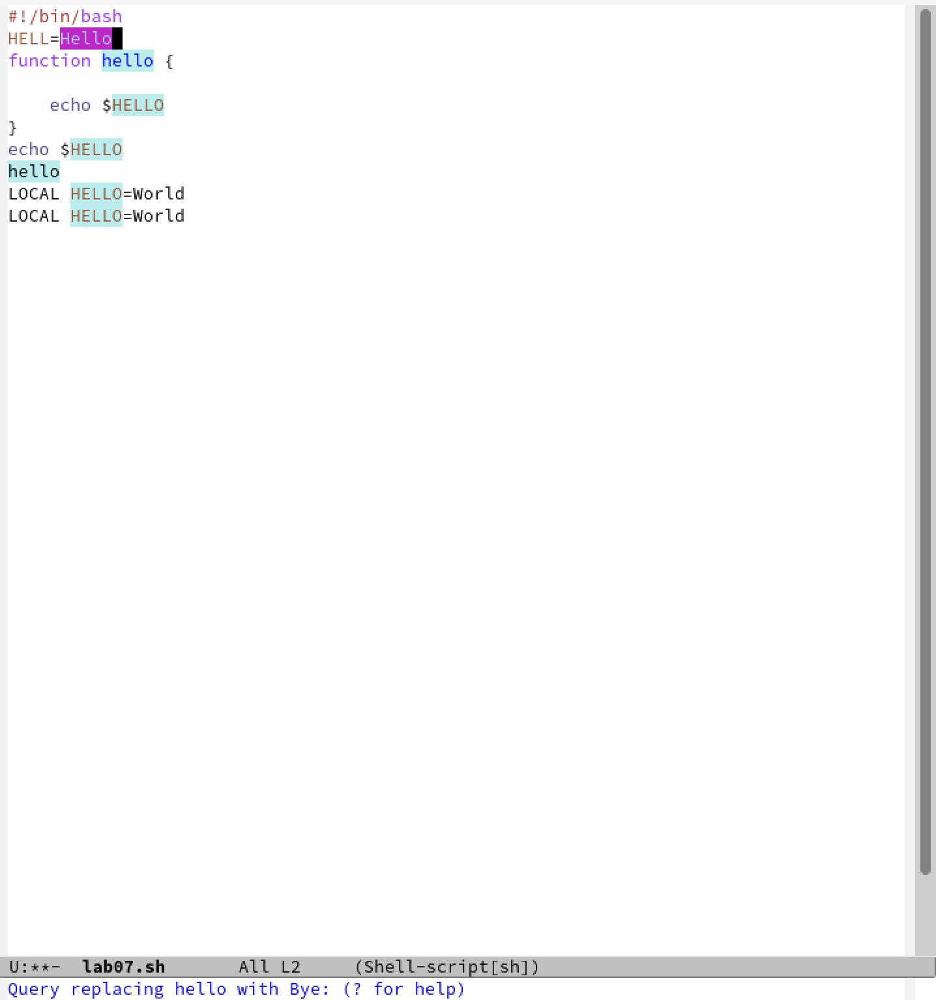 #!/bin/bash
HELL=Hello
function hello {
    echo $HELLO
}
echo $HELLO
hello
LOCAL HELLO=World
LOCAL HELLO=World
U:**-  lab07.sh       All L2     (Shell-script[sh])
Query replacing hello with Bye: (? for help)